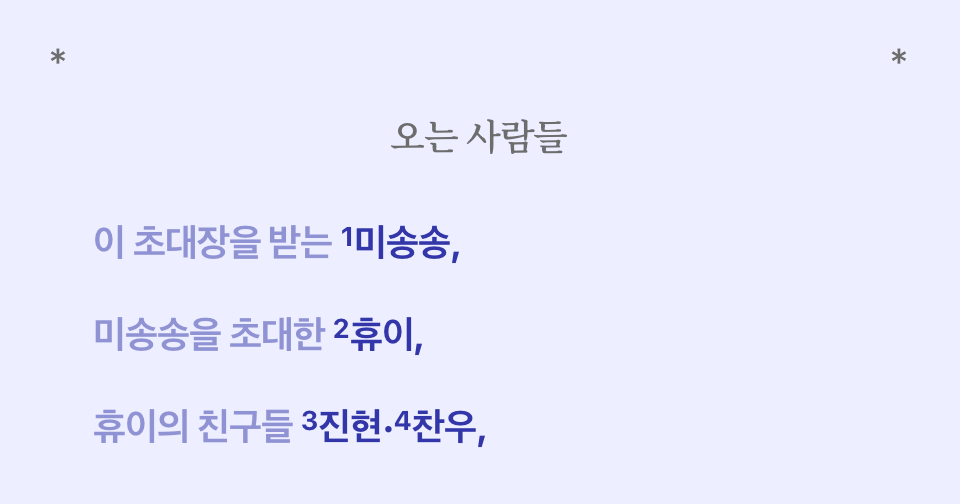 * *
오는 사람들
이 초대장을 받는 ¹미송송,
미송송을 초대한 ²휴이,
휴이의 친구들 ³진현·⁴찬우,